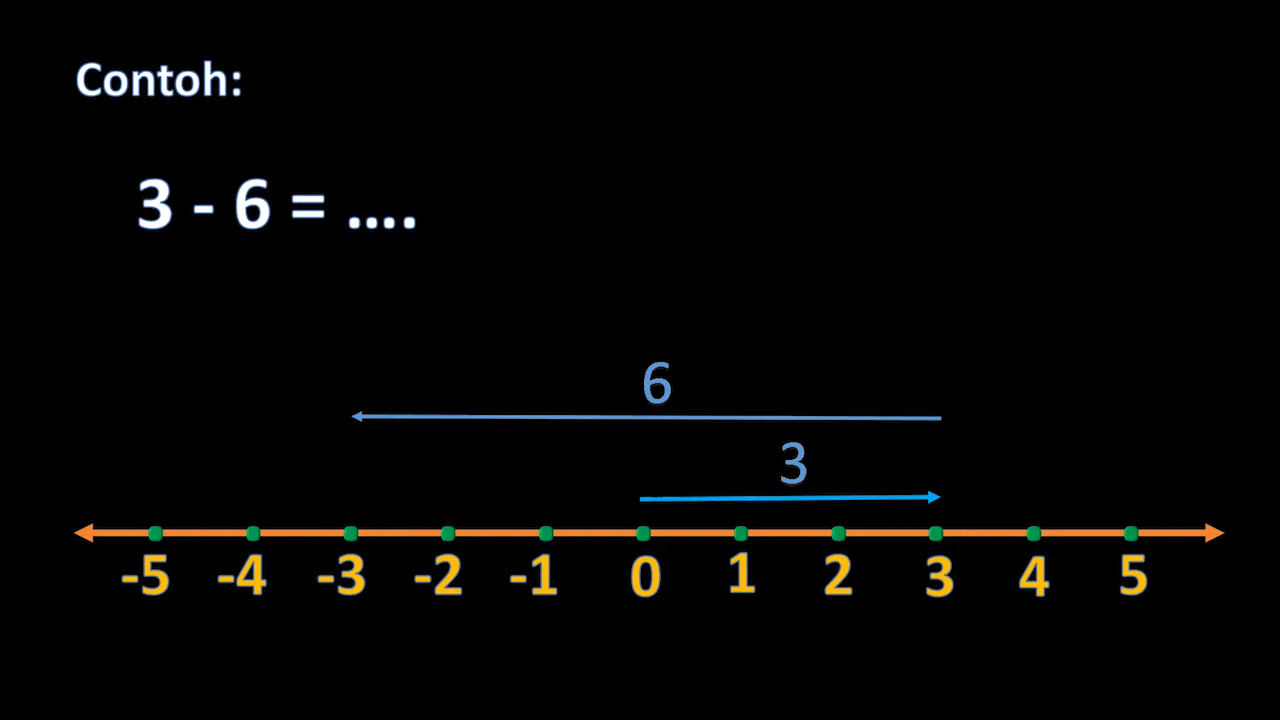 Contoh:
3 - 6 = ....
6
3
-5 -4 -3 -2 -1 0 1 2 3 4 5